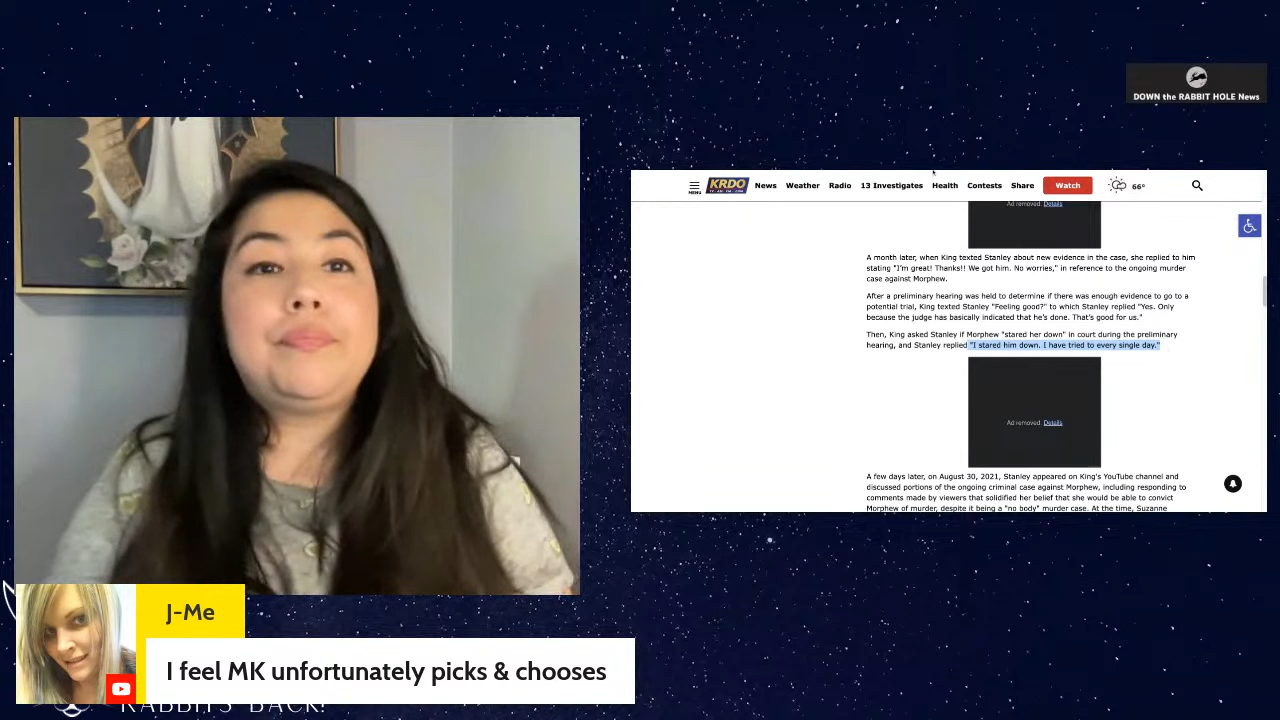 DOWN the RABBIT HOLE News
MENU
KRDO
News Weather Radio 13 Investigates Health Contests Share Watch 66°
Ad removed. Details
A month later, when King texted Stanley about new evidence in the case, she replied to him
stating "I'm great! Thanks!! We got him. No worries," in reference to the ongoing murder
case against Morphew.
After a preliminary hearing was held to determine if there was enough evidence to go to a
potential trial, King texted Stanley "Feeling good?" to which Stanley replied "Yes. Only
because the judge has basically indicated that he's done. That's good for us."
Then, King asked Stanley if Morphew "stared her down" in court during the preliminary
hearing, and Stanley replied "I stared him down. I have tried to every single day."
Ad removed. Details
A few days later, on August 30, 2021, Stanley appeared on King's YouTube channel and
discussed portions of the ongoing criminal case against Morphew, including responding to
comments made by viewers that solidified her belief that she would be able to convict
Morphew of murder, despite it being a "no body" murder case. At the time, Suzanne
J-Me
I feel MK unfortunately picks & chooses
RABBITS BACK!